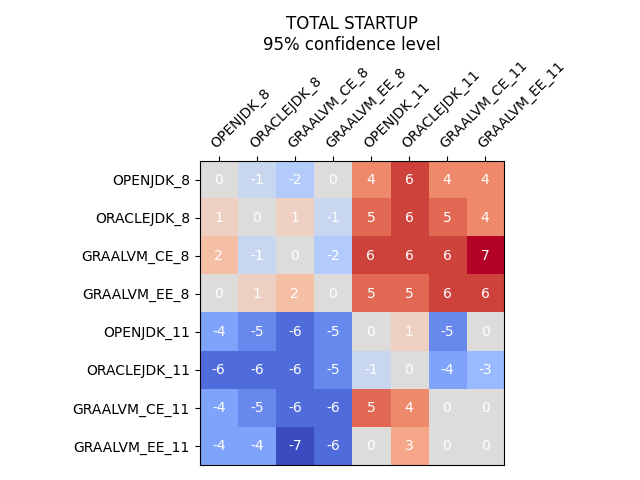 TOTAL STARTUP
95% confidence level
OPENJDK_8 ORACLEJDK_8 GRAALVM_CE_8 GRAALVM_EE_8 OPENJDK_11 ORACLEJDK_11 GRAALVM_CE_11 GRAALVM_EE_11
OPENJDK_8 0 -1 -2 0 4 6 4 4
ORACLEJDK_8 1 0 1 -1 5 6 5 4
GRAALVM_CE_8 2 -1 0 -2 6 6 6 7
GRAALVM_EE_8 0 1 2 0 5 5 6 6
OPENJDK_11 -4 -5 -6 -5 0 1 -5 0
ORACLEJDK_11 -6 -6 -6 -5 -1 0 -4 -3
GRAALVM_CE_11 -4 -5 -6 -6 5 4 0 0
GRAALVM_EE_11 -4 -4 -7 -6 0 3 0 0